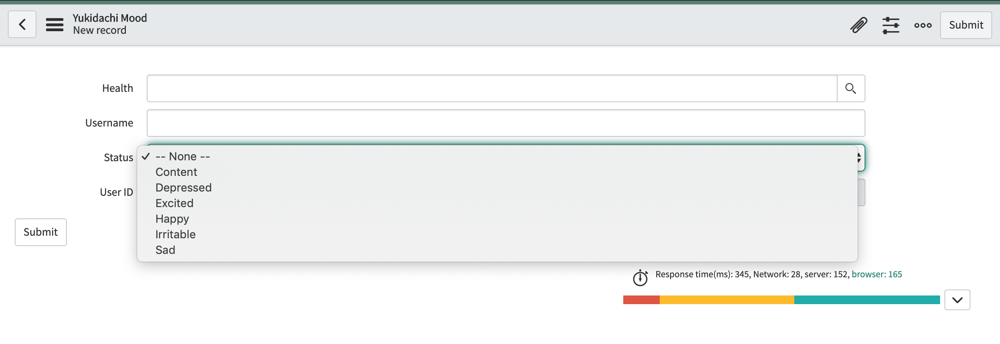 Yukidachi Mood
New record
Submit
Health
Username
Status
-- None --
Content
Depressed
Excited
Happy
Irritable
Sad
User ID
Submit
Response time(ms): 345, Network: 28, server: 152, browser: 165